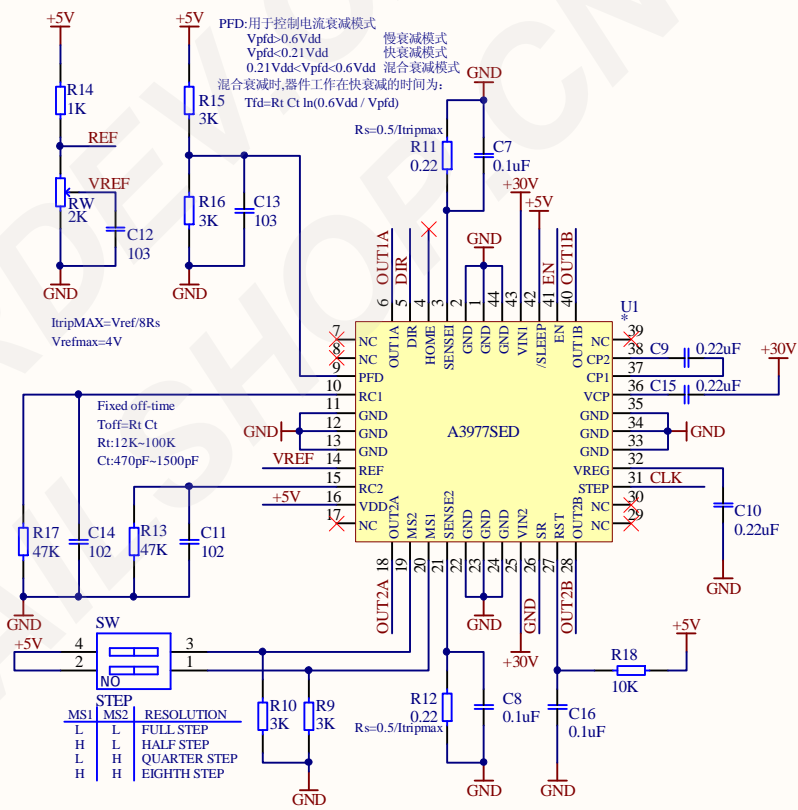 +5V
+5V
PFD:用于控制电流衰减模式
Vpfd>0.6Vdd 慢衰减模式
Vpfd<0.21Vdd 快衰减模式
0.21Vdd<Vpfd<0.6Vdd 混合衰减模式
混合衰减时,器件工作在快衰减的时间为:
Tfd=Rt Ct ln(0.6Vdd / Vpfd)
R14
1K
REF
VREF
RW
2K
C12
103
GND
R15
3K
R16
3K
C13
103
GND
ItripMAX=Vref/8Rs
Vrefmax=4V
GND
Rs=0.5/Itripmax
R11
0.22
C7
0.1uF
+30V
+5V
GND
OUT1A
DIR
EN
OUT1B
6 5 4 3 2 1 44 43 42 41 40
U1
*
OUT1A DIR HOME SENSE1 GND GND GND VIN1 /SLEEP EN OUT1B
7 NC
8 NC
9 PFD
10 RC1
11 GND
12 GND
13 GND
14 REF
15 RC2
16 VDD
17 NC
A3977SED
NC 39
CP2 38
CP1 37
VCP 36
GND 35
GND 34
GND 33
VREG 32
STEP 31
NC 30
NC 29
OUT2A MS2 MS1 SENSE2 GND GND GND VIN2 SR RST OUT2B
18 19 20 21 22 23 24 25 26 27 28
C9 0.22uF
C15 0.22uF
+30V
GND
CLK
C10
0.22uF
GND
Fixed off-time
Toff=Rt Ct
Rt:12K~100K
Ct:470pF~1500pF
GND
VREF
+5V
R17
47K
C14
102
R13
47K
C11
102
GND
OUT2A
GND
+30V
GND
OUT2B
SW
+5V
4 3
2 1
NO
STEP
MS1 MS2 RESOLUTION
L L FULL STEP
H L HALF STEP
L H QUARTER STEP
H H EIGHTH STEP
R10
3K
R9
3K
GND
R12
0.22
Rs=0.5/Itripmax
C8
0.1uF
GND
C16
0.1uF
GND
R18
10K
+5V